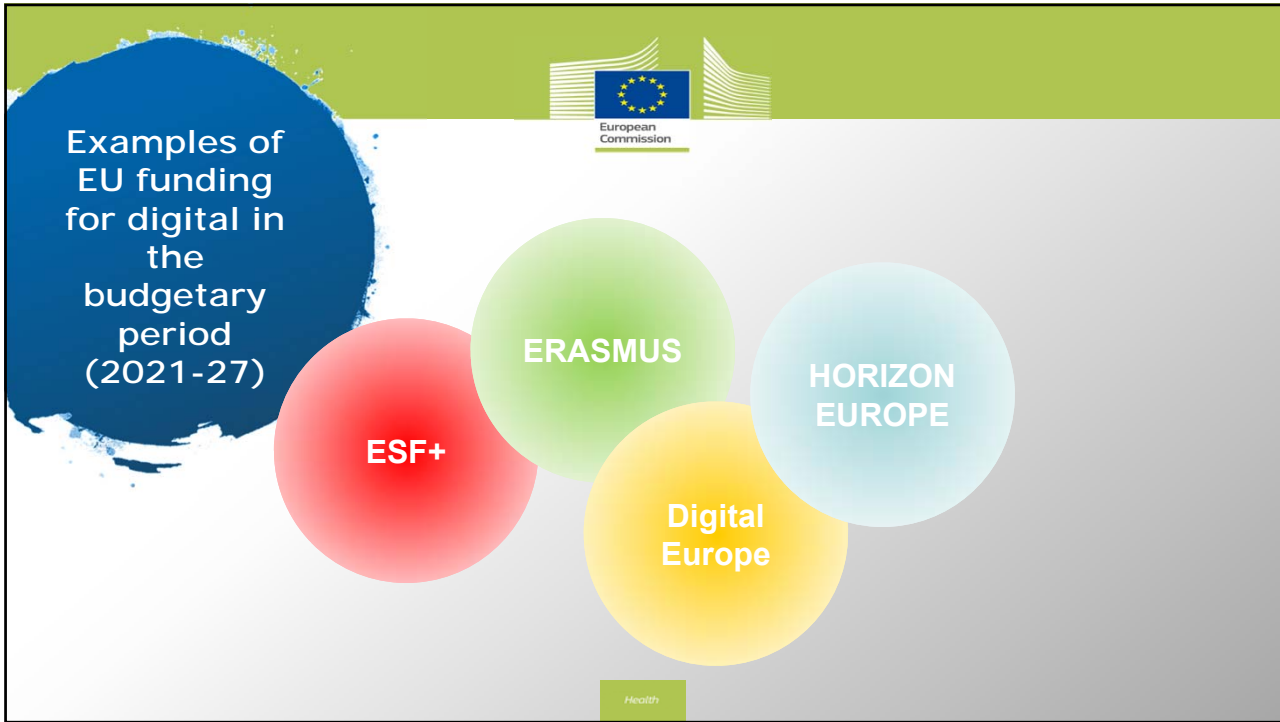 Examples of
EU funding
for digital in
the
budgetary
period
(2021-27)
European
Commission
ERASMUS
HORIZON
EUROPE
ESF+
Digital
Europe
Health